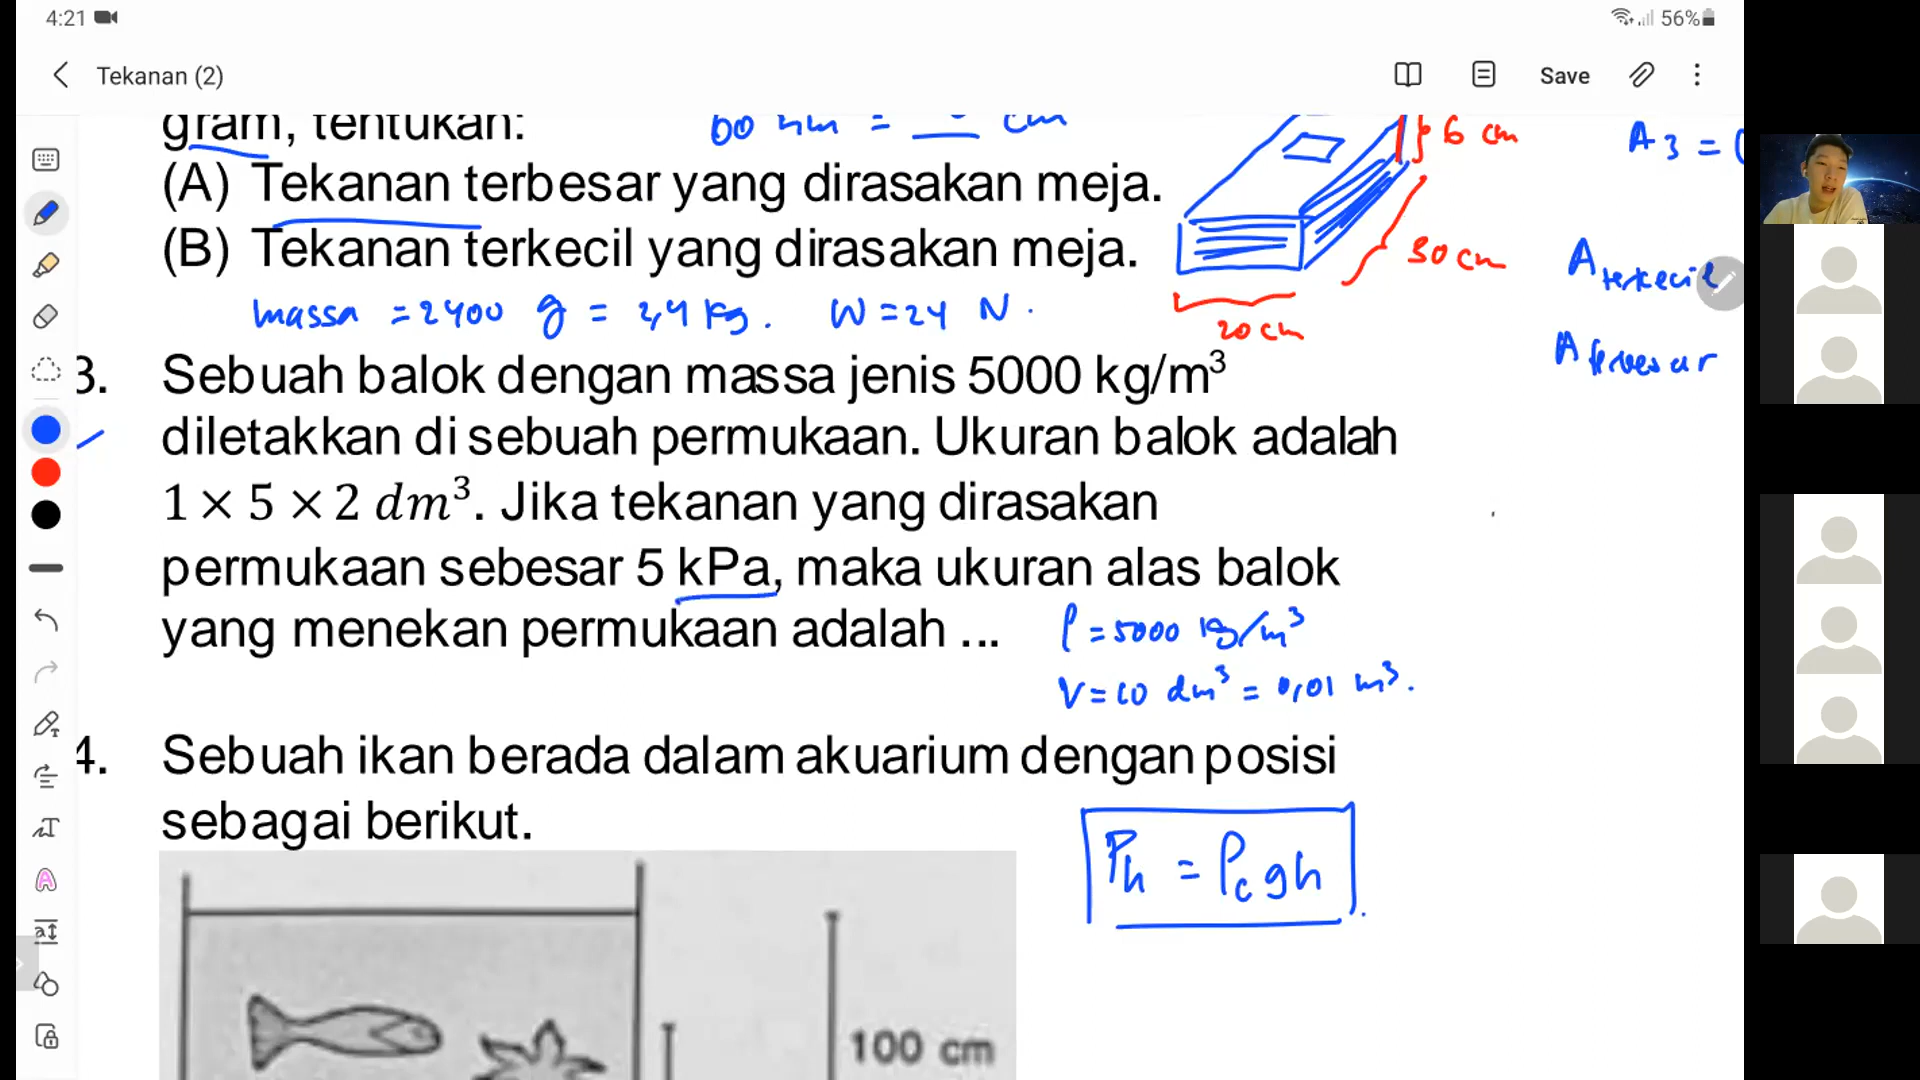 4:21
56%
Tekanan (2)
Save
gram, tentukan:
60 mm = cm
6 cm
A3 =
(A) Tekanan terbesar yang dirasakan meja.
(B) Tekanan terkecil yang dirasakan meja.
30 cm
A terkecil
massa = 2400 g = 2,4 kg. W = 24 N.
20 cm
A terbesar
3. Sebuah balok dengan massa jenis 5000 kg/m³
diletakkan di sebuah permukaan. Ukuran balok adalah
1 × 5 × 2 dm³. Jika tekanan yang dirasakan
permukaan sebesar 5 kPa, maka ukuran alas balok
yang menekan permukaan adalah ...
ρ = 5000 kg/m³
V = 10 dm³ = 0,01 m³.
4. Sebuah ikan berada dalam akuarium dengan posisi
sebagai berikut.
Ph = ρc gh
100 cm